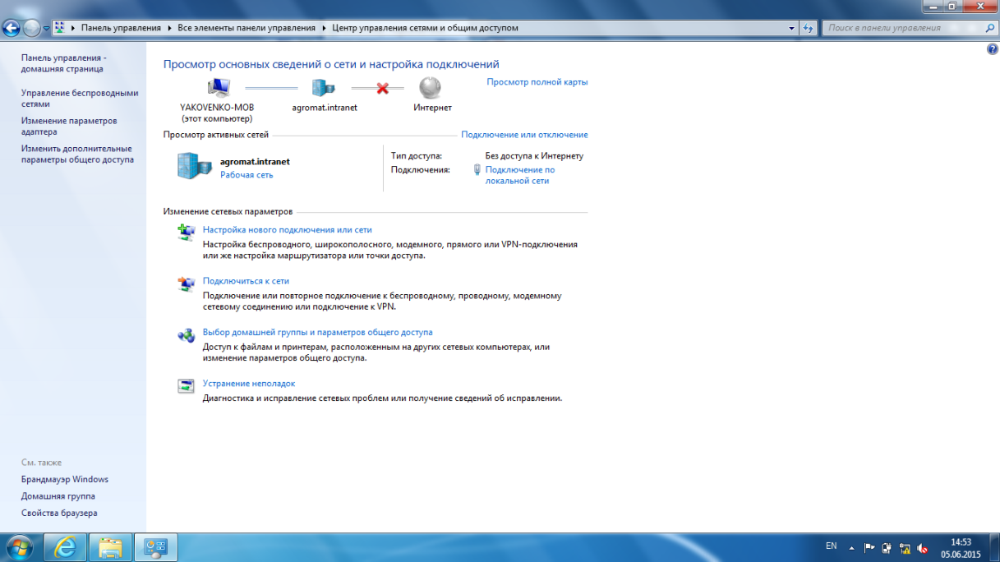 Панель управления
Все элементы панели управления
Центр управления сетями и общим доступом
Поиск в панели управления
Панель управления -
домашняя страница
Управление беспроводными
сетями
Изменение параметров
адаптера
Изменить дополнительные
параметры общего доступа
Просмотр основных сведений о сети и настройка подключений
YAKOVENKO-MOB
(этот компьютер)
agromat.intranet
Интернет
Просмотр полной карты
Просмотр активных сетей
Подключение или отключение
agromat.intranet
Рабочая сеть
Тип доступа: Без доступа к Интернету
Подключения: Подключение по
локальной сети
Изменение сетевых параметров
Настройка нового подключения или сети
Настройка беспроводного, широкополосного, модемного, прямого или VPN-подключения
или же настройка маршрутизатора или точки доступа.
Подключиться к сети
Подключение или повторное подключение к беспроводному, проводному, модемному
сетевому соединению или подключение к VPN.
Выбор домашней группы и параметров общего доступа
Доступ к файлам и принтерам, расположенным на других сетевых компьютерах, или
изменение параметров общего доступа.
Устранение неполадок
Диагностика и исправление сетевых проблем или получение сведений об исправлении.
См. также
Брандмауэр Windows
Домашняя группа
Свойства браузера
EN
14:53
05.06.2015